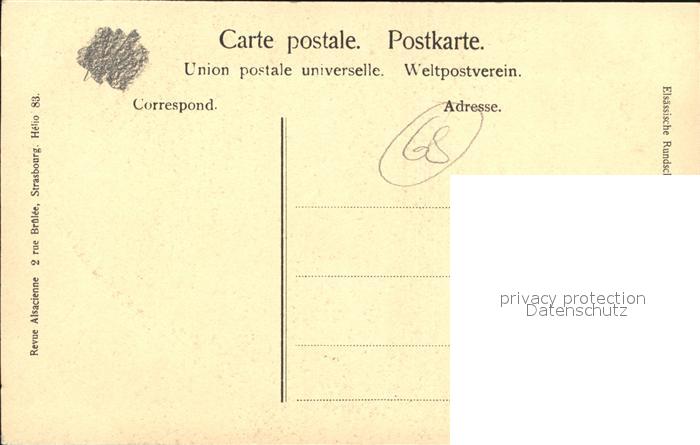 Carte postale. Postkarte.
Union postale universelle. Weltpostverein.
Correspond. Adresse.
68
Revue Alsacienne 2 rue Brûlée, Strasbourg. Hélio 83.
Elsässische
privacy protection
Datenschutz